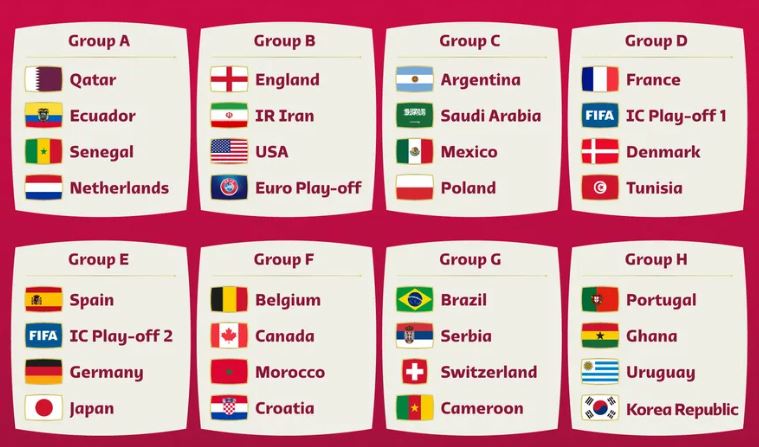 Group A
Qatar
Ecuador
Senegal
Netherlands
Group B
England
IR Iran
USA
Euro Play-off
Group C
Argentina
Saudi Arabia
Mexico
Poland
Group D
France
FIFA IC Play-off 1
Denmark
Tunisia
Group E
Spain
FIFA IC Play-off 2
Germany
Japan
Group F
Belgium
Canada
Morocco
Croatia
Group G
Brazil
Serbia
Switzerland
Cameroon
Group H
Portugal
Ghana
Uruguay
Korea Republic